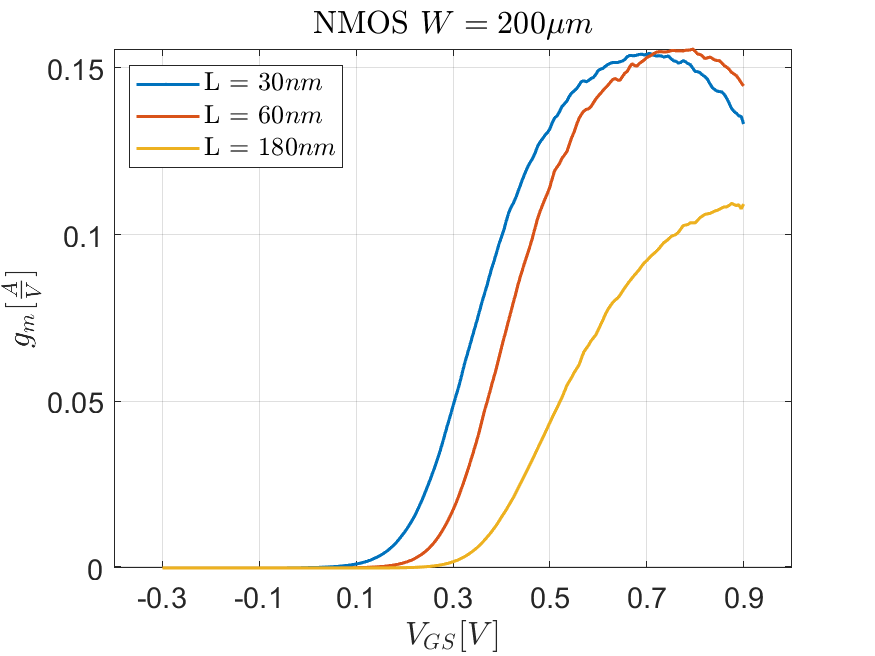 NMOS W = 200μm
L = 30nm
L = 60nm
L = 180nm
0.15
0.1
0.05
0
g_m[A/V]
-0.3 -0.1 0.1 0.3 0.5 0.7 0.9
V_GS[V]